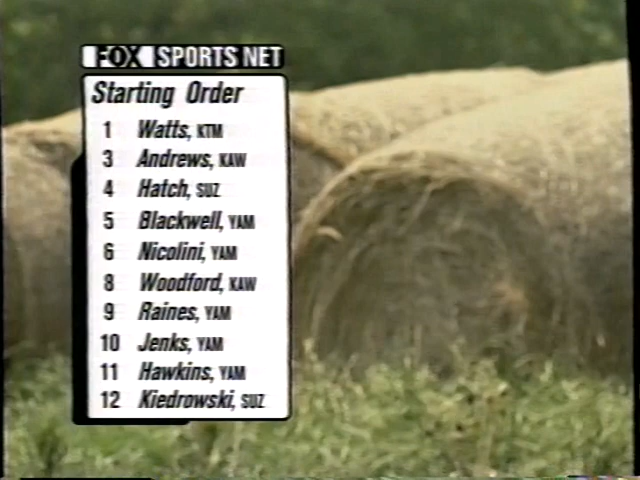 FOX SPORTS NET
Starting Order
1 Watts, KTM
3 Andrews, KAW
4 Hatch, SUZ
5 Blackwell, YAM
6 Nicolini, YAM
8 Woodford, KAW
9 Raines, YAM
10 Jenks, YAM
11 Hawkins, YAM
12 Kiedrowski, SUZ